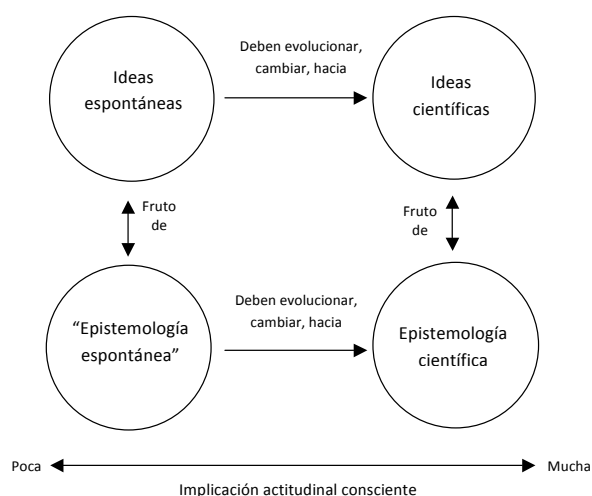 Deben evolucionar,
cambiar, hacia
Ideas
espontáneas
Ideas
científicas
Fruto
de
Fruto
de
Deben evolucionar,
cambiar, hacia
“Epistemología
espontánea”
Epistemología
científica
Poca
Mucha
Implicación actitudinal consciente